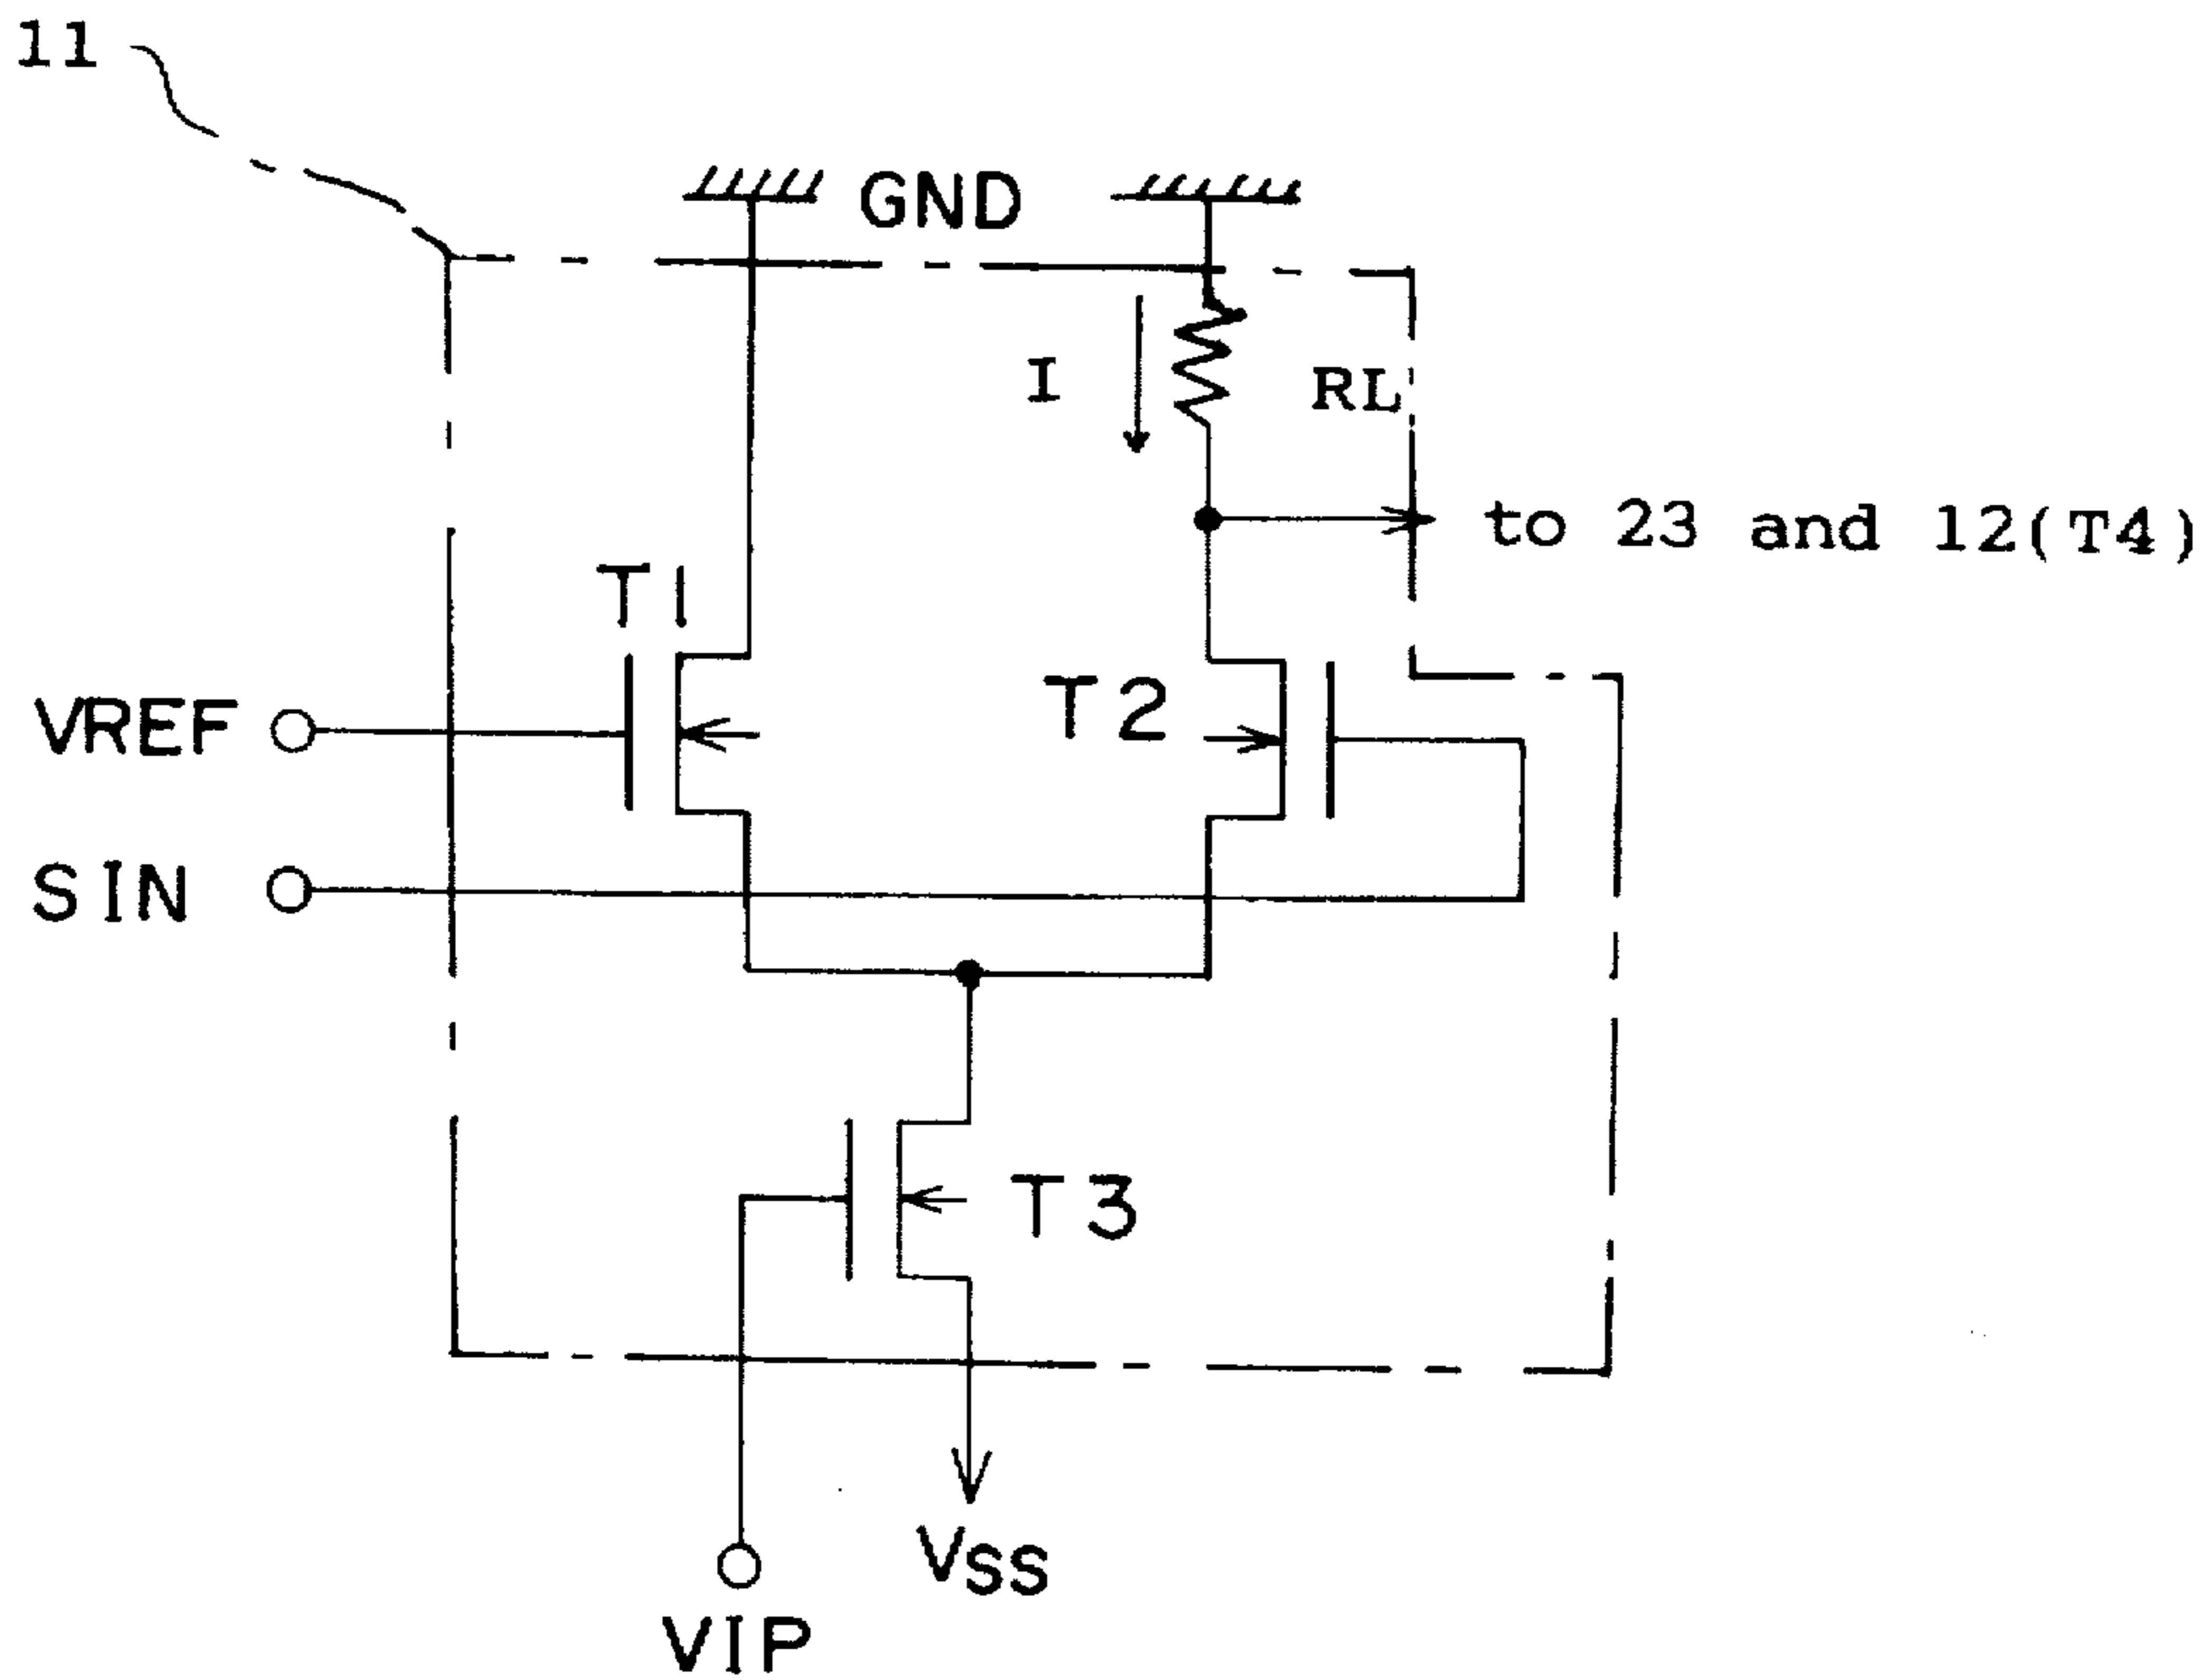 11
GND
I
RL
to 23 and 12(T4)
T1
T2
VREF
SIN
T3
VSS
VIP